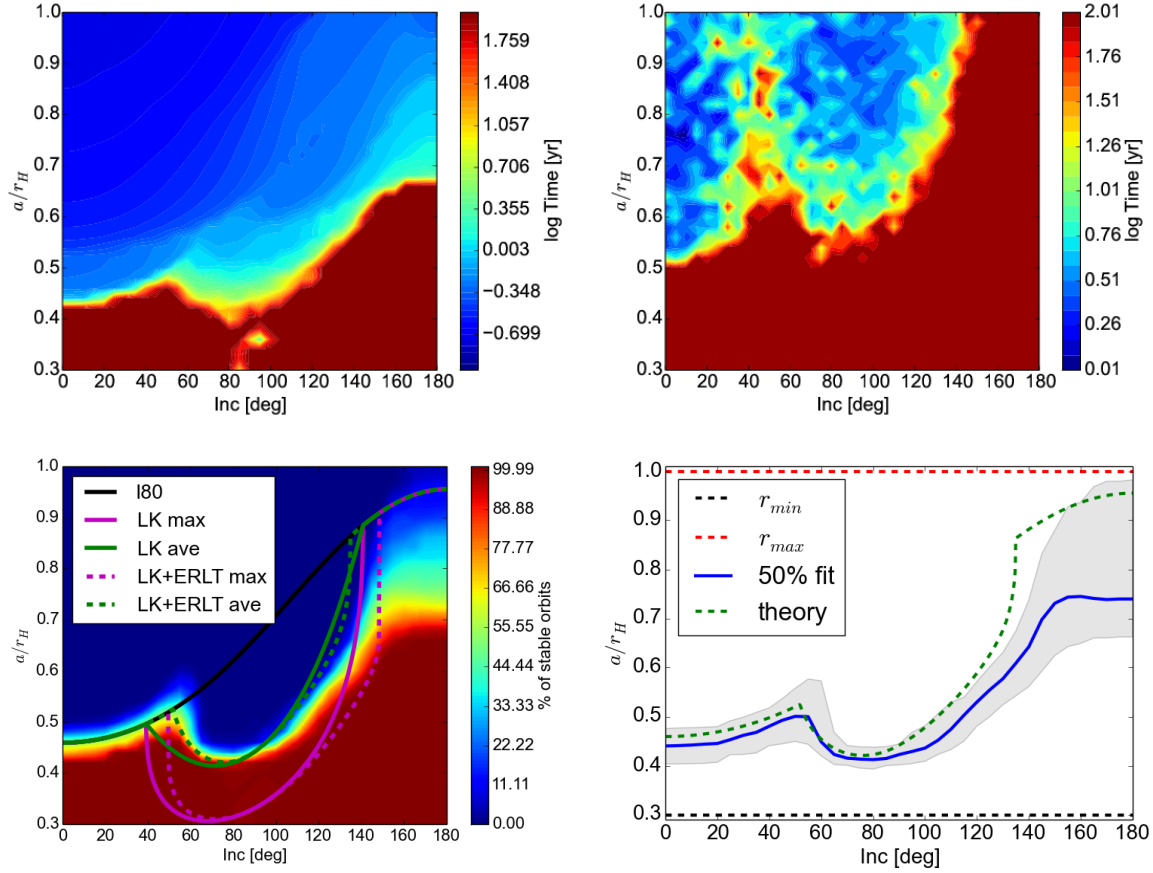 1.0
0.9
0.8
0.7
0.6
0.5
0.4
0.3
a/r_H
0 20 40 60 80 100 120 140 160 180
Inc [deg]
1.759
1.408
1.057
0.706
0.355
0.003
−0.348
−0.699
log Time [yr]
1.0
0.9
0.8
0.7
0.6
0.5
0.4
0.3
a/r_H
0 20 40 60 80 100 120 140 160 180
Inc [deg]
2.01
1.76
1.51
1.26
1.01
0.76
0.51
0.26
0.01
log Time [yr]
1.0
0.9
0.8
0.7
0.6
0.5
0.4
0.3
a/r_H
I80
LK max
LK ave
LK+ERLT max
LK+ERLT ave
0 20 40 60 80 100 120 140 160 180
Inc [deg]
99.99
88.88
77.77
66.66
55.55
44.44
33.33
22.22
11.11
0.00
% of stable orbits
1.0
0.9
0.8
0.7
0.6
0.5
0.4
0.3
a/r_H
r_min
r_max
50% fit
theory
0 20 40 60 80 100 120 140 160 180
Inc [deg]